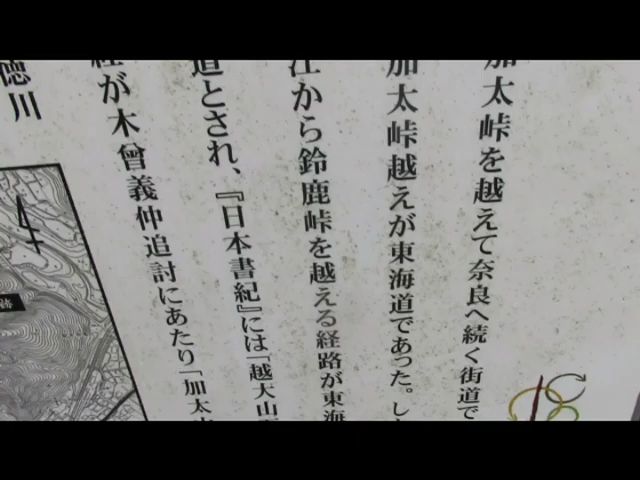 加太峠を越えて奈良へ続く街道で
加太峠越えが東海道であった。し
江から鈴鹿峠を越える経路が東海
道とされ、『日本書紀』には「越大山
経が木曾義仲追討にあたり「加太
徳川
跡